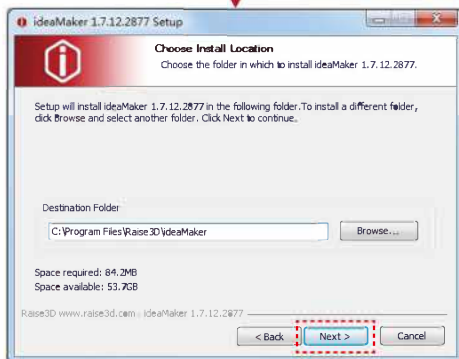 ideaMaker 1.7.12.2877 Setup
Choose Install Location
Choose the folder in which to install ideaMaker 1.7.12.2877.
Setup will install ideaMaker 1.7.12.2877 in the following folder.To install a different folder,
click Browse and select another folder. Click Next to continue.
Destination Folder
C:\Program Files\Raise3D\ideaMaker
Browse...
Space required: 84.2MB
Space available: 53.7GB
Raise3D www.raise3d.com : ideaMaker 1.7.12.2877
< Back Next > Cancel